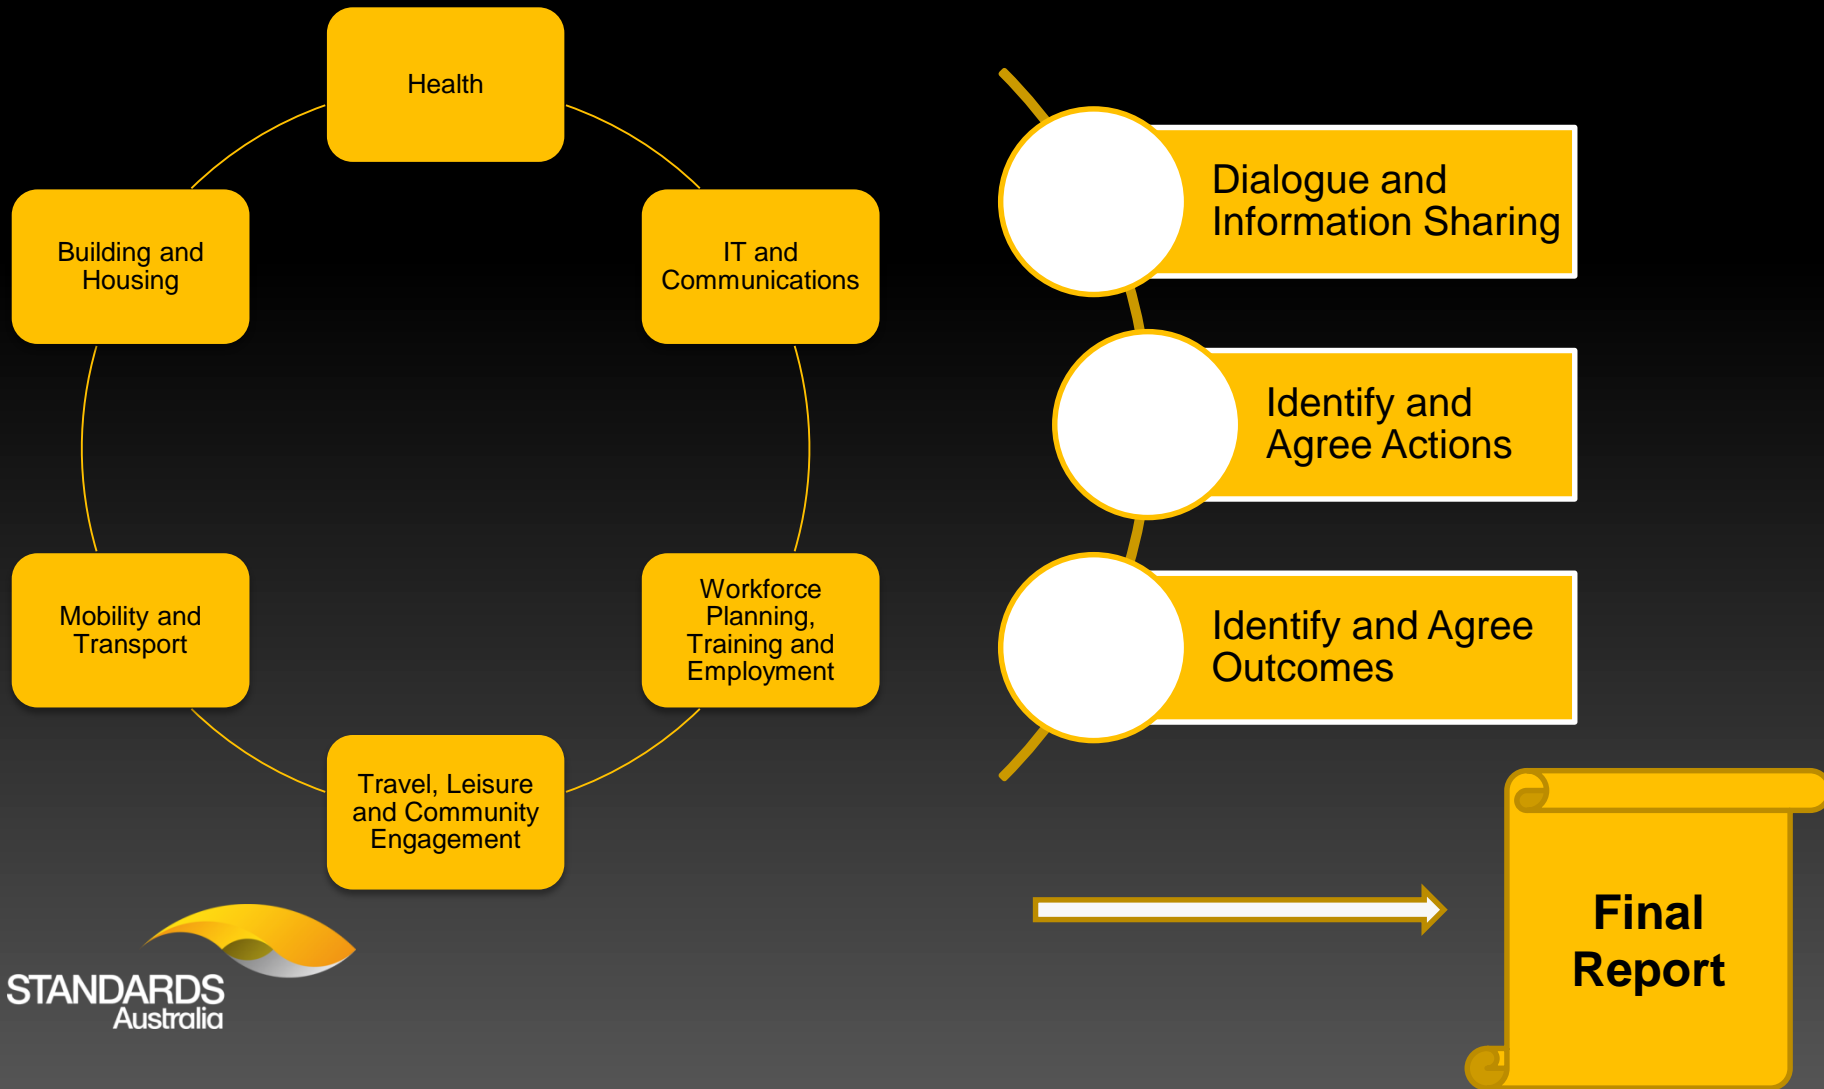 Health
Building and
Housing
IT and
Communications
Mobility and
Transport
Workforce
Planning,
Training and
Employment
Travel, Leisure
and Community
Engagement
Dialogue and
Information Sharing
Identify and
Agree Actions
Identify and Agree
Outcomes
Final
Report
STANDARDS
Australia